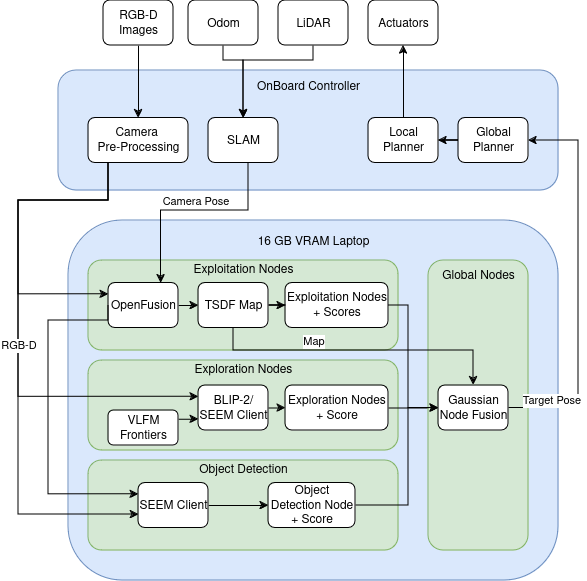 RGB-D
Images
Odom
LiDAR
Actuators
OnBoard Controller
Camera
Pre-Processing
SLAM
Local
Planner
Global
Planner
Camera Pose
16 GB VRAM Laptop
Exploitation Nodes
Global Nodes
OpenFusion
TSDF Map
Exploitation Nodes
+ Scores
Map
RGB-D
Exploration Nodes
BLIP-2/
SEEM Client
Exploration Nodes
+ Score
VLFM
Frontiers
Gaussian
Node Fusion
Target Pose
Object Detection
SEEM Client
Object
Detection Node
+ Score